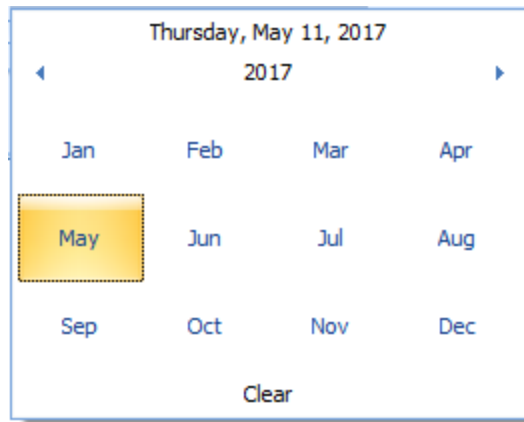 Thursday, May 11, 2017
2017
Jan Feb Mar Apr
May Jun Jul Aug
Sep Oct Nov Dec
Clear